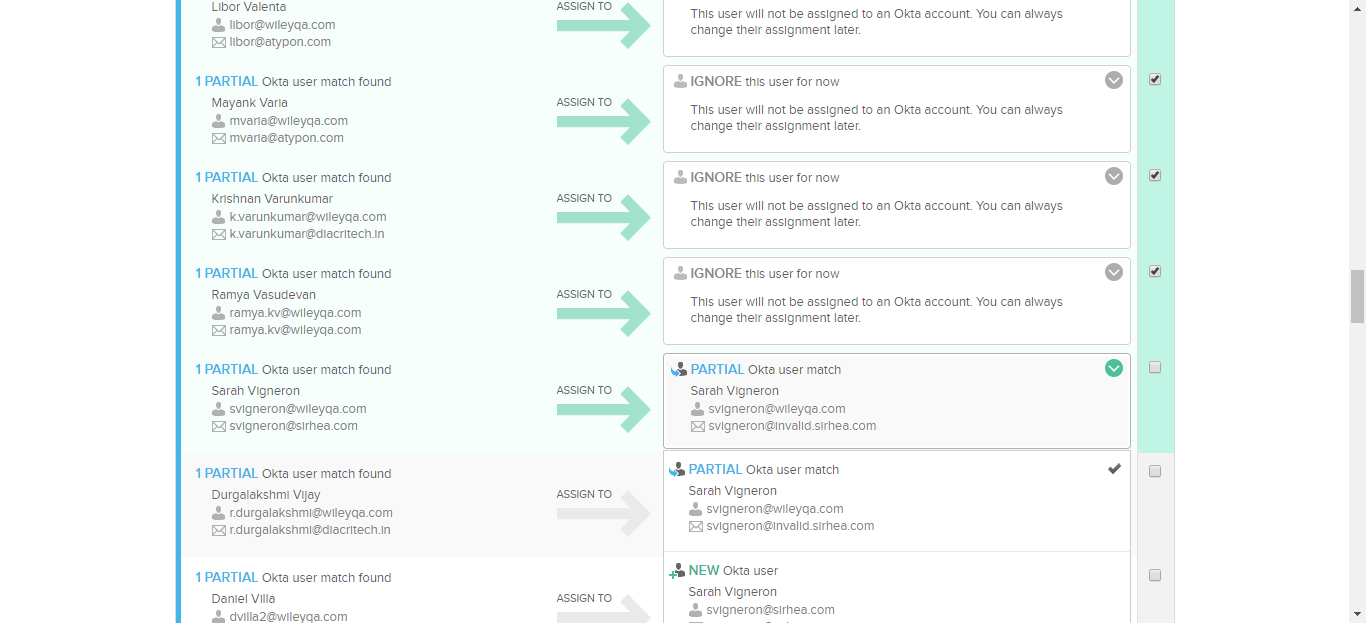 Libor Valenta
libor@wileyqa.com
libor@atypon.com
ASSIGN TO
This user will not be assigned to an Okta account. You can always
change their assignment later.
1 PARTIAL Okta user match found
Mayank Varia
mvaria@wileyqa.com
mvaria@atypon.com
ASSIGN TO
IGNORE this user for now
This user will not be assigned to an Okta account. You can always
change their assignment later.
1 PARTIAL Okta user match found
Krishnan Varunkumar
k.varunkumar@wileyqa.com
k.varunkumar@diacritech.in
ASSIGN TO
IGNORE this user for now
This user will not be assigned to an Okta account. You can always
change their assignment later.
1 PARTIAL Okta user match found
Ramya Vasudevan
ramya.kv@wileyqa.com
ramya.kv@wileyqa.com
ASSIGN TO
IGNORE this user for now
This user will not be assigned to an Okta account. You can always
change their assignment later.
1 PARTIAL Okta user match found
Sarah Vigneron
svigneron@wileyqa.com
svigneron@sirhea.com
ASSIGN TO
PARTIAL Okta user match
Sarah Vigneron
svigneron@wileyqa.com
svigneron@invalid.sirhea.com
1 PARTIAL Okta user match found
Durgalakshmi Vijay
r.durgalakshmi@wileyqa.com
r.durgalakshmi@diacritech.in
ASSIGN TO
PARTIAL Okta user match
Sarah Vigneron
svigneron@wileyqa.com
svigneron@invalid.sirhea.com
1 PARTIAL Okta user match found
Daniel Villa
dvilla2@wileyqa.com
ASSIGN TO
NEW Okta user
Sarah Vigneron
svigneron@sirhea.com